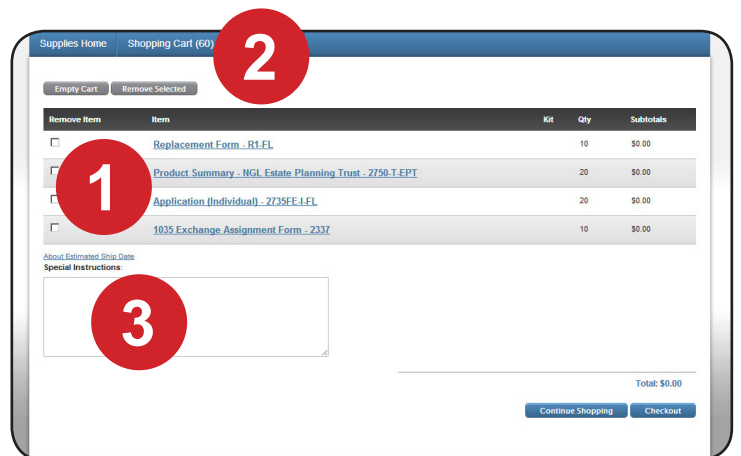 Supplies Home Shopping Cart (60)
2
Empty Cart Remove Selected
Remove Item Item Kit Qty Subtotals
Replacement Form - R1-FL 10 $0.00
Product Summary - NGL Estate Planning Trust - 2750-T-EPT 20 $0.00
1
Application (Individual) - 2735FE-I-FL 20 $0.00
1035 Exchange Assignment Form - 2337 10 $0.00
About Estimated Ship Date
Special Instructions:
3
Total: $0.00
Continue Shopping Checkout